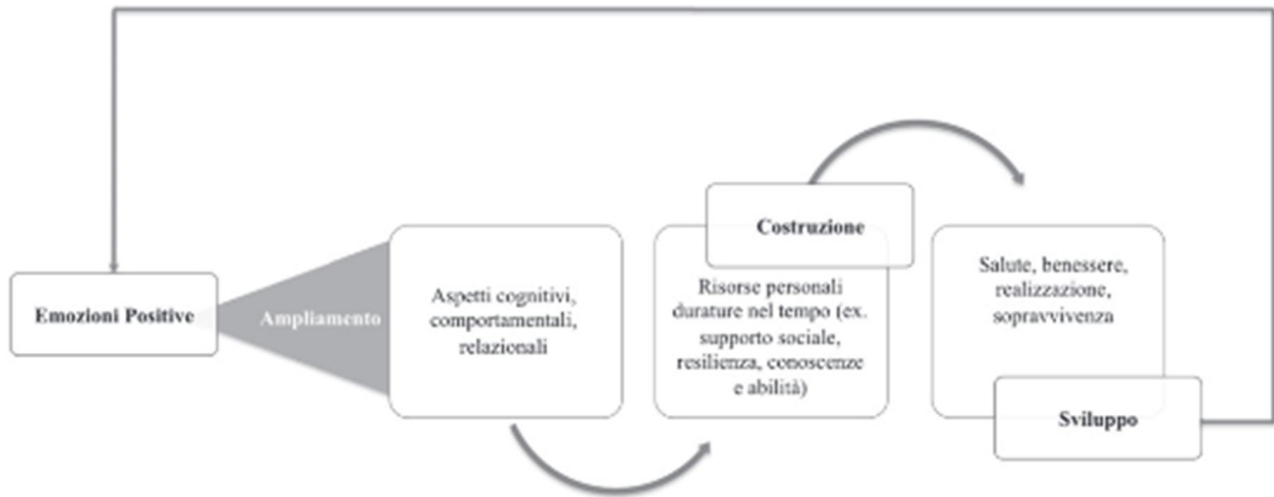 Emozioni Positive
Ampliamento
Aspetti cognitivi,
comportamentali,
relazionali
Costruzione
Risorse personali
durature nel tempo (ex.
supporto sociale,
resilienza, conoscenze
e abilità)
Salute, benessere,
realizzazione,
sopravvivenza
Sviluppo